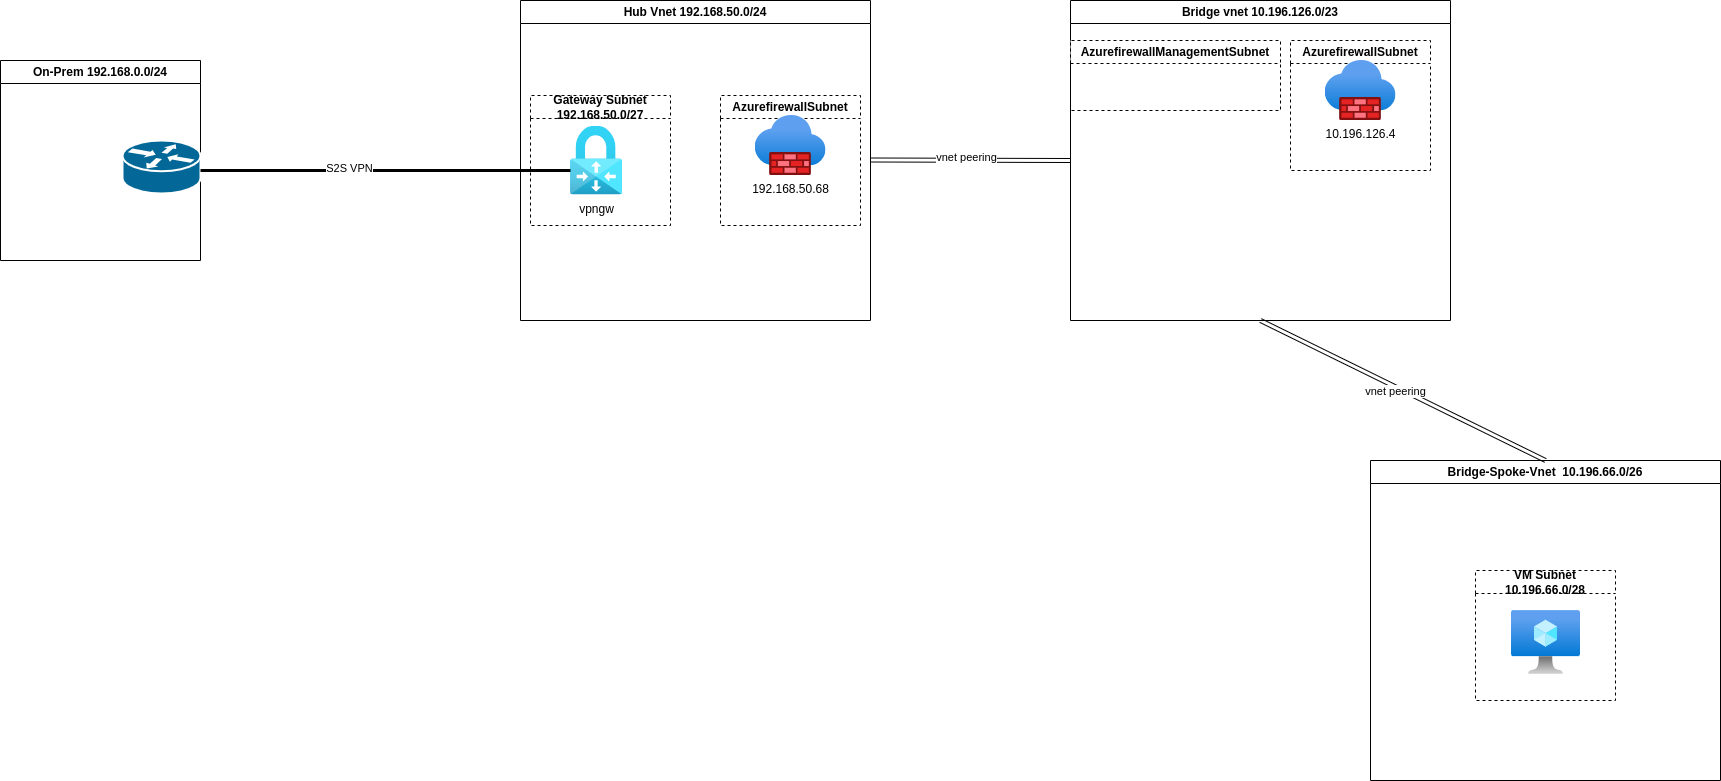 Hub Vnet 192.168.50.0/24
Bridge vnet 10.196.126.0/23
On-Prem 192.168.0.0/24
AzurefirewallManagementSubnet
AzurefirewallSubnet
10.196.126.4
Gateway Subnet
192.168.50.0/27
AzurefirewallSubnet
192.168.50.68
vpngw
S2S VPN
vnet peering
vnet peering
Bridge-Spoke-Vnet  10.196.66.0/26
VM Subnet
10.196.66.0/28